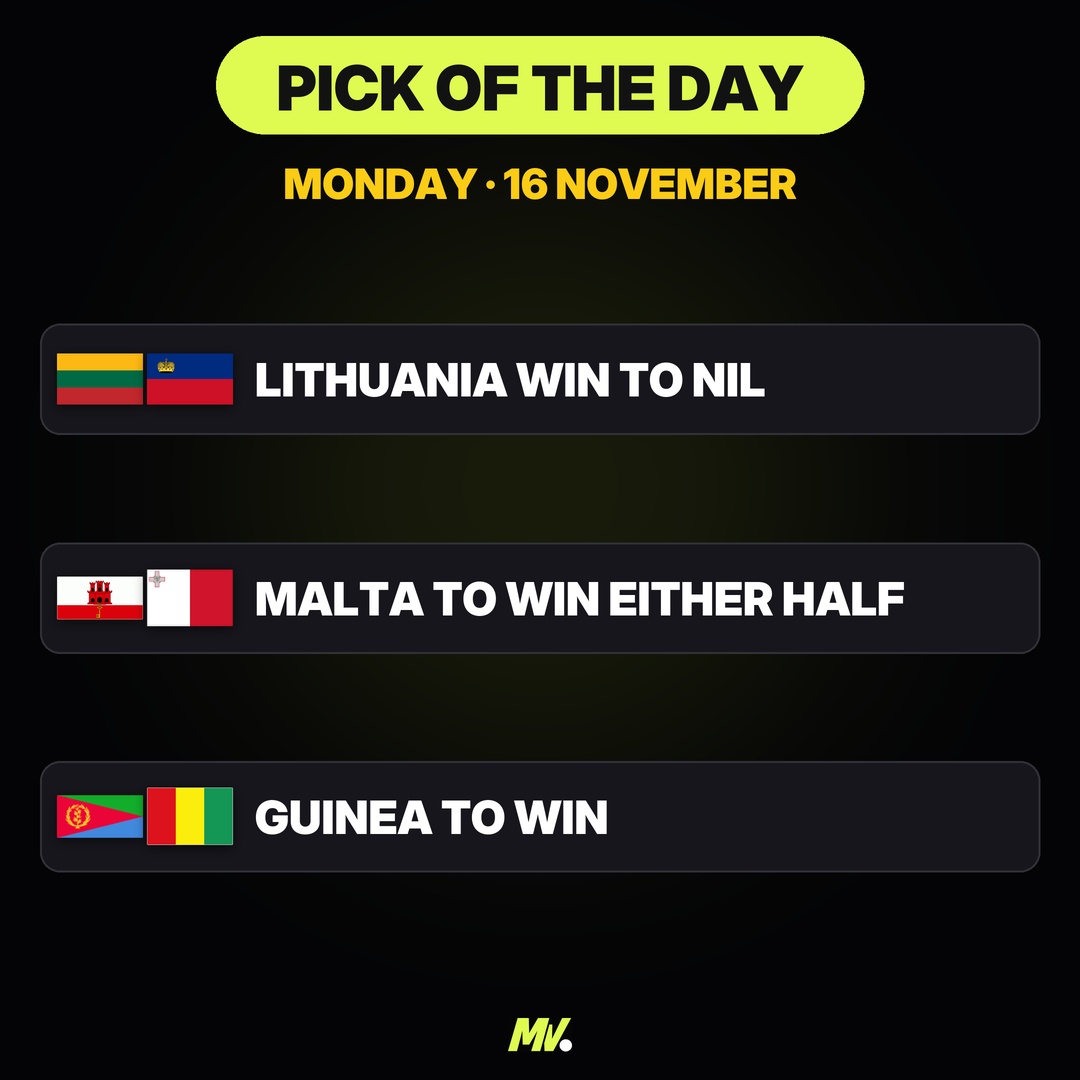 PICK OF THE DAY
MONDAY · 16 NOVEMBER
LITHUANIA WIN TO NIL
MALTA TO WIN EITHER HALF
GUINEA TO WIN
MV.